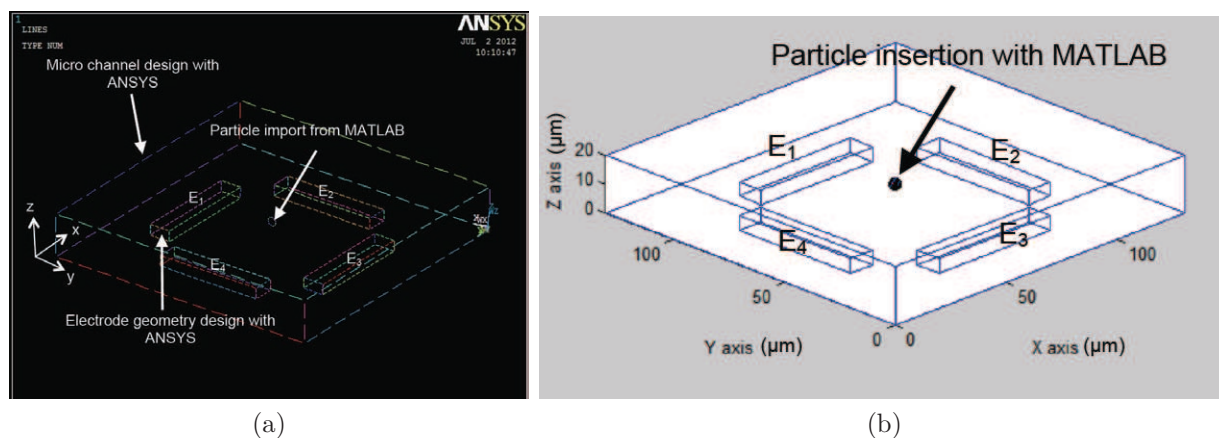 1
LINES
TYPE NUM
ANSYS
JUL 2 2012
10:10:47
Micro channel design with
ANSYS
Particle import from MATLAB
E1
E2
E3
E4
z
x
y
Electrode geometry design with
ANSYS
(a)
Particle insertion with MATLAB
E1
E2
E3
E4
Z axis (µm)
20
10
0
100
50
0
Y axis (µm)
0
50
100
X axis (µm)
(b)